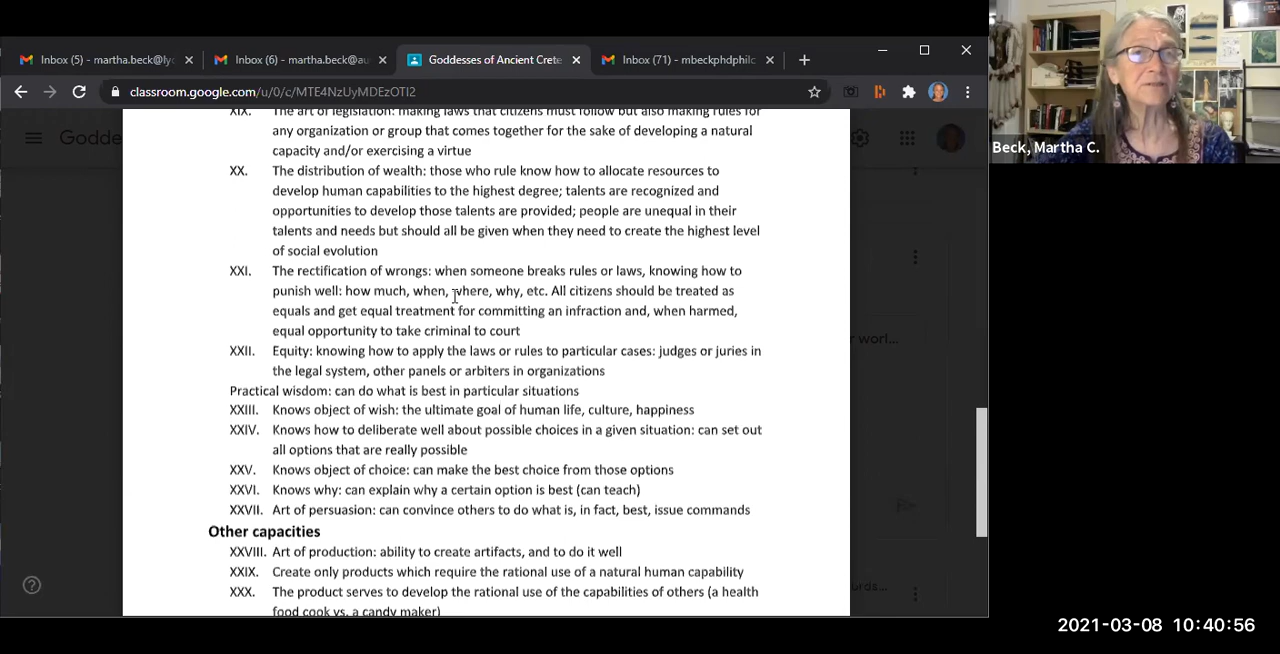 Inbox (5) - martha.beck@ly
Inbox (6) - martha.beck@au
Goddesses of Ancient Crete
Inbox (71) - mbeckphdphilc
classroom.google.com/u/0/c/MTE4NzUyMDEzOTI2
Godd
XIX. The art of legislation: making laws that citizens must follow but also making rules for
any organization or group that comes together for the sake of developing a natural
capacity and/or exercising a virtue
XX. The distribution of wealth: those who rule know how to allocate resources to
develop human capabilities to the highest degree; talents are recognized and
opportunities to develop those talents are provided; people are unequal in their
talents and needs but should all be given when they need to create the highest level
of social evolution
XXI. The rectification of wrongs: when someone breaks rules or laws, knowing how to
punish well: how much, when, where, why, etc. All citizens should be treated as
equals and get equal treatment for committing an infraction and, when harmed,
equal opportunity to take criminal to court
XXII. Equity: knowing how to apply the laws or rules to particular cases: judges or juries in
the legal system, other panels or arbiters in organizations
Practical wisdom: can do what is best in particular situations
XXIII. Knows object of wish: the ultimate goal of human life, culture, happiness
XXIV. Knows how to deliberate well about possible choices in a given situation: can set out
all options that are really possible
XXV. Knows object of choice: can make the best choice from those options
XXVI. Knows why: can explain why a certain option is best (can teach)
XXVII. Art of persuasion: can convince others to do what is, in fact, best, issue commands
Other capacities
XXVIII. Art of production: ability to create artifacts, and to do it well
XXIX. Create only products which require the rational use of a natural human capability
XXX. The product serves to develop the rational use of the capabilities of others (a health
food cook vs. a candy maker)
r worl...
urds...
Beck, Martha C.
2021-03-08 10:40:56